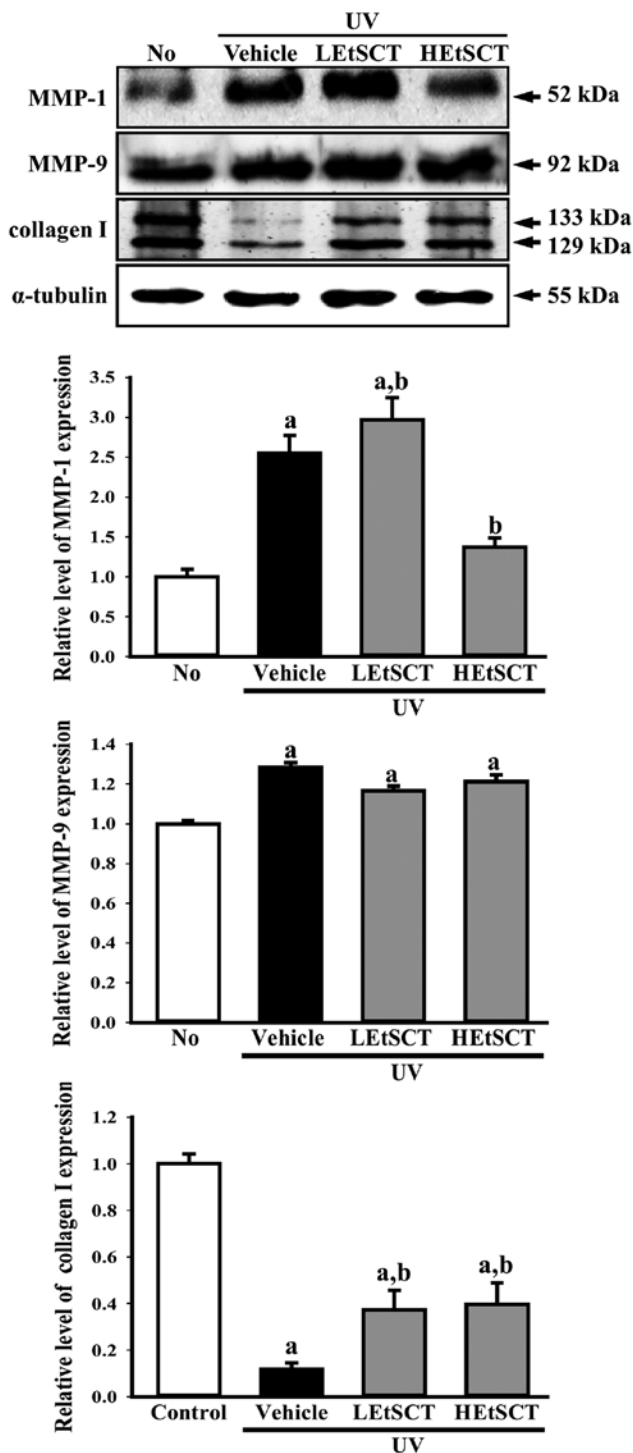 UV
No Vehicle LEtSCT HEtSCT
MMP-1 52 kDa
MMP-9 92 kDa
collagen I 133 kDa
129 kDa
α-tubulin 55 kDa
Relative level of MMP-1 expression
3.5
3.0
2.5
2.0
1.5
1.0
0.5
0.0
a
a,b
b
No Vehicle LEtSCT HEtSCT
UV
Relative level of MMP-9 expression
1.4
1.2
1.0
0.8
0.6
0.4
0.2
0.0
a
a
a
No Vehicle LEtSCT HEtSCT
UV
Relative level of collagen I expression
1.2
1.0
0.8
0.6
0.4
0.2
0.0
a
a,b
a,b
Control Vehicle LEtSCT HEtSCT
UV